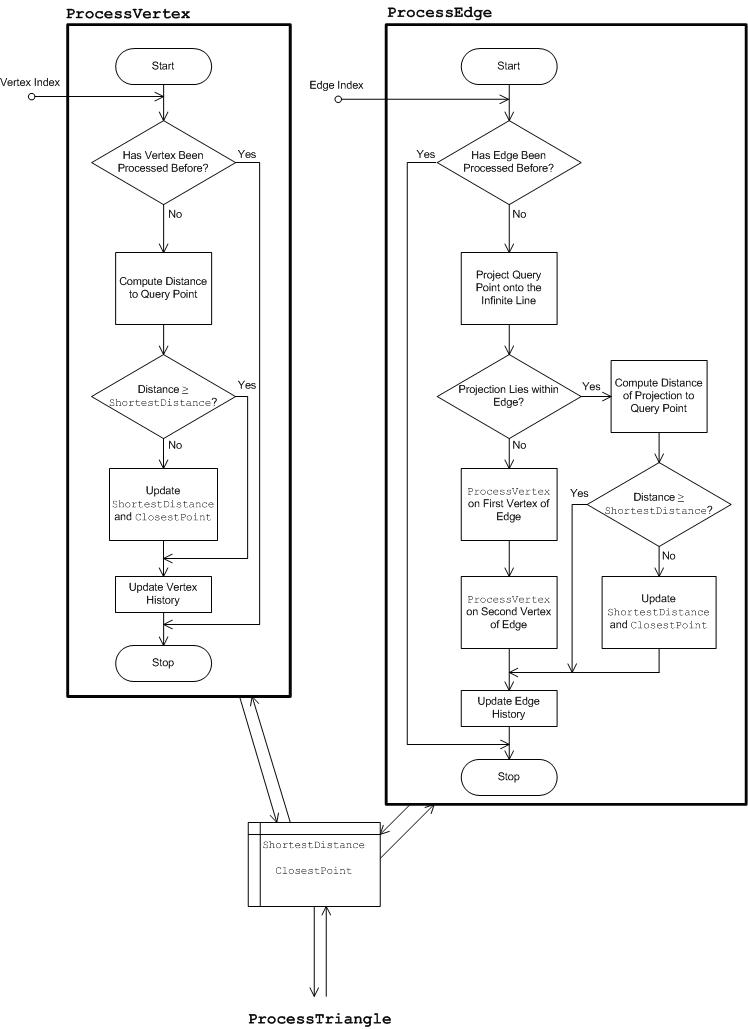 ProcessVertex
Vertex Index
Start
Has Vertex Been
Processed Before?
Yes
No
Compute Distance
to Query Point
Distance ≥
ShortestDistance?
Yes
No
Update
ShortestDistance
and ClosestPoint
Update Vertex
History
Stop
ProcessEdge
Edge Index
Start
Has Edge Been
Processed Before?
Yes
No
Project Query
Point onto the
Infinite Line
Projection Lies within
Edge?
Yes
No
Compute Distance
of Projection to
Query Point
Distance ≥
ShortestDistance?
Yes
No
Update
ShortestDistance
and ClosestPoint
ProcessVertex
on First Vertex of
Edge
ProcessVertex
on Second Vertex
of Edge
Update Edge
History
Stop
ShortestDistance
ClosestPoint
ProcessTriangle